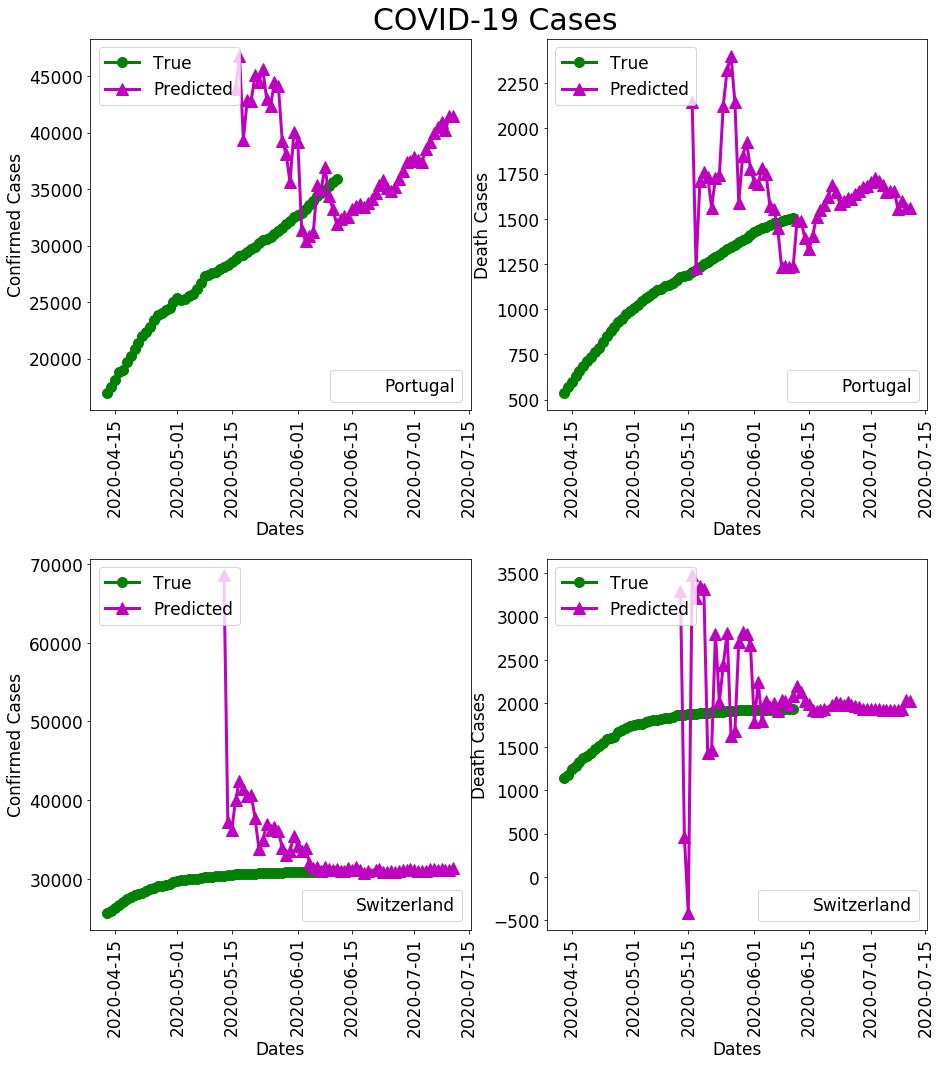 COVID-19 Cases
Confirmed Cases
45000
40000
35000
30000
25000
20000
True
Predicted
Portugal
2020-04-15
2020-05-01
2020-05-15
2020-06-01
2020-06-15
2020-07-01
2020-07-15
Dates
Death Cases
2250
2000
1750
1500
1250
1000
750
500
True
Predicted
Portugal
2020-04-15
2020-05-01
2020-05-15
2020-06-01
2020-06-15
2020-07-01
2020-07-15
Dates
Confirmed Cases
70000
60000
50000
40000
30000
True
Predicted
Switzerland
2020-04-15
2020-05-01
2020-05-15
2020-06-01
2020-06-15
2020-07-01
2020-07-15
Dates
Death Cases
3500
3000
2500
2000
1500
1000
500
0
−500
True
Predicted
Switzerland
2020-04-15
2020-05-01
2020-05-15
2020-06-01
2020-06-15
2020-07-01
2020-07-15
Dates